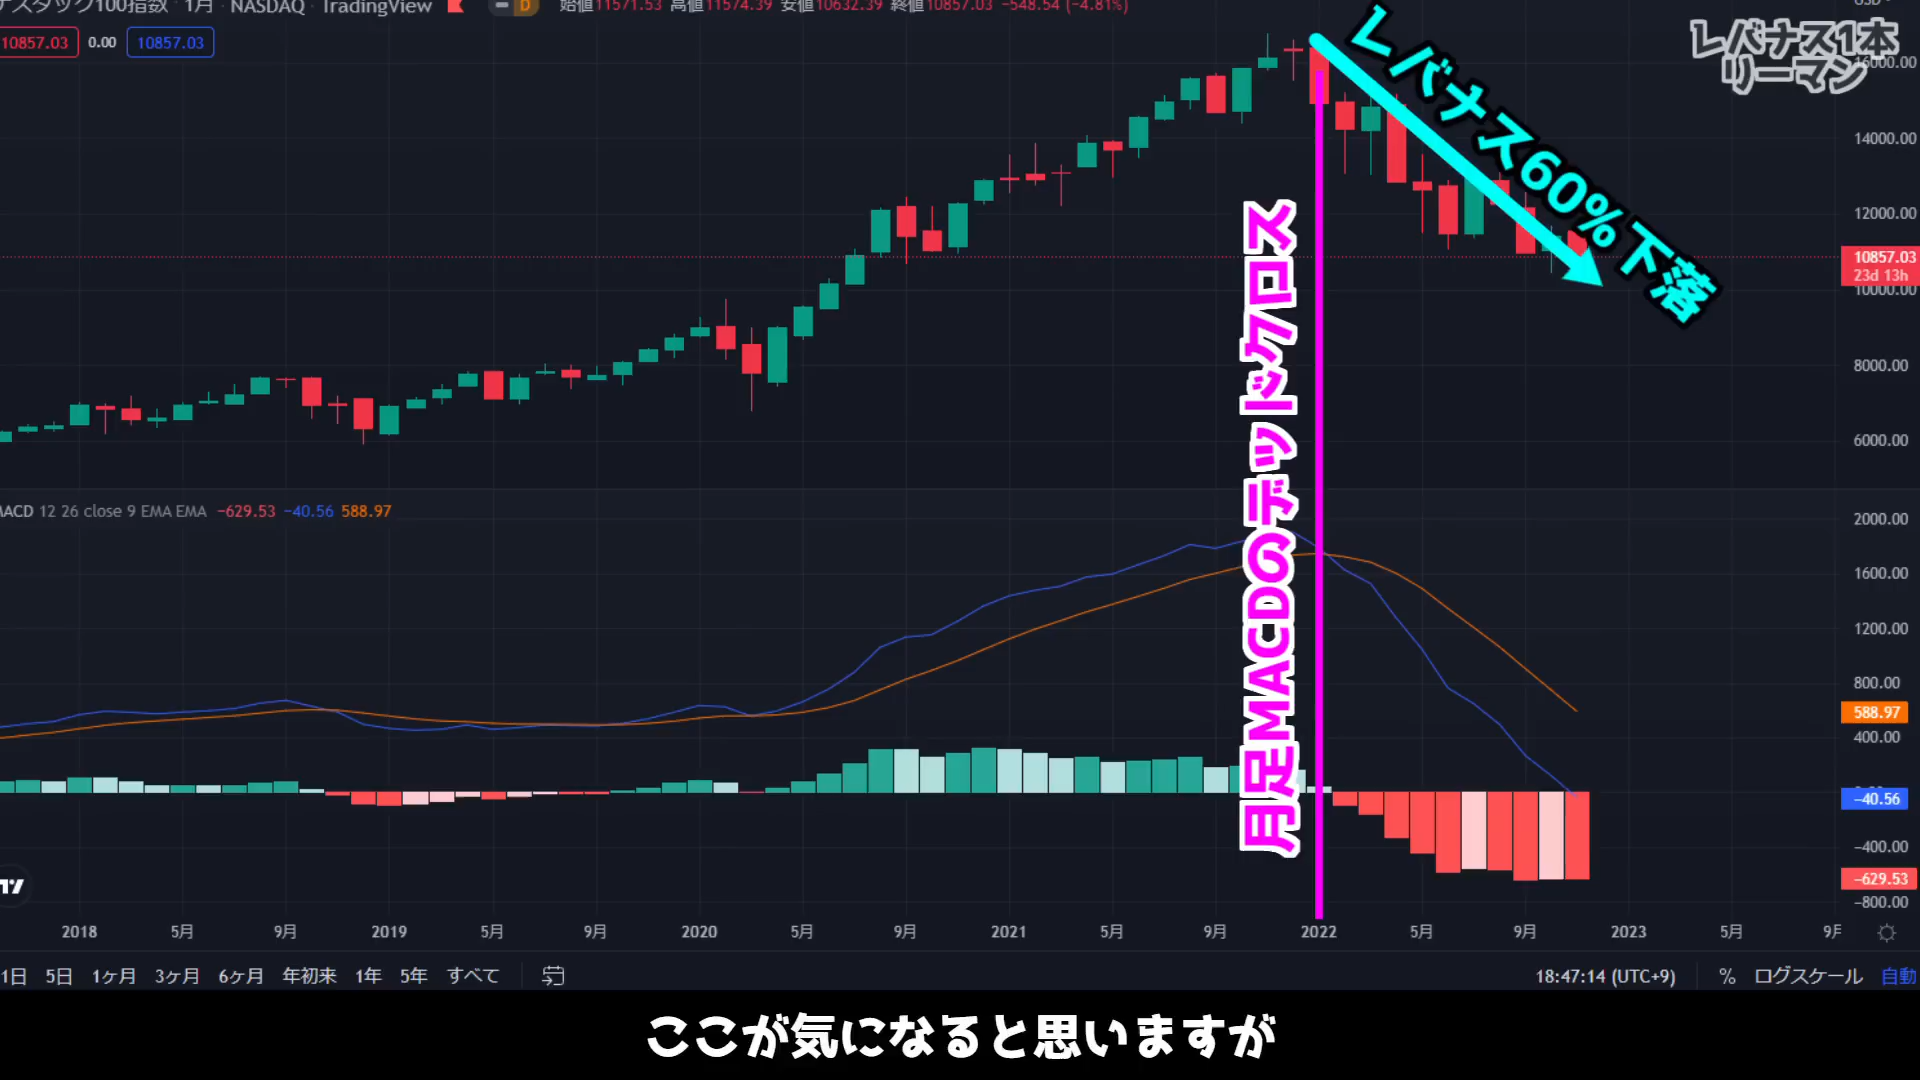 ナスダック100指数 · 1月 · NASDAQ · TradingView
D
始値11571.53 高値11574.39 安値10632.39 終値10857.03 −548.54 (−4.81%)
10857.03 0.00 10857.03
レバナス1本
リーマン
レバナス60%下落
月足MACDのデッドクロス
16000.00
14000.00
12000.00
10857.03
23d 13h
10000.00
8000.00
6000.00
MACD 12 26 close 9 EMA EMA −629.53 −40.56 588.97
2000.00
1600.00
1200.00
800.00
588.97
400.00
−40.56
−400.00
−629.53
−800.00
2018 5月 9月 2019 5月 9月 2020 5月 9月 2021 5月 9月 2022 5月 9月 2023 5月 9月
1日 5日 1ヶ月 3ヶ月 6ヶ月 年初来 1年 5年 すべて
18:47:14 (UTC+9) % ログスケール 自動
ここが気になると思いますが